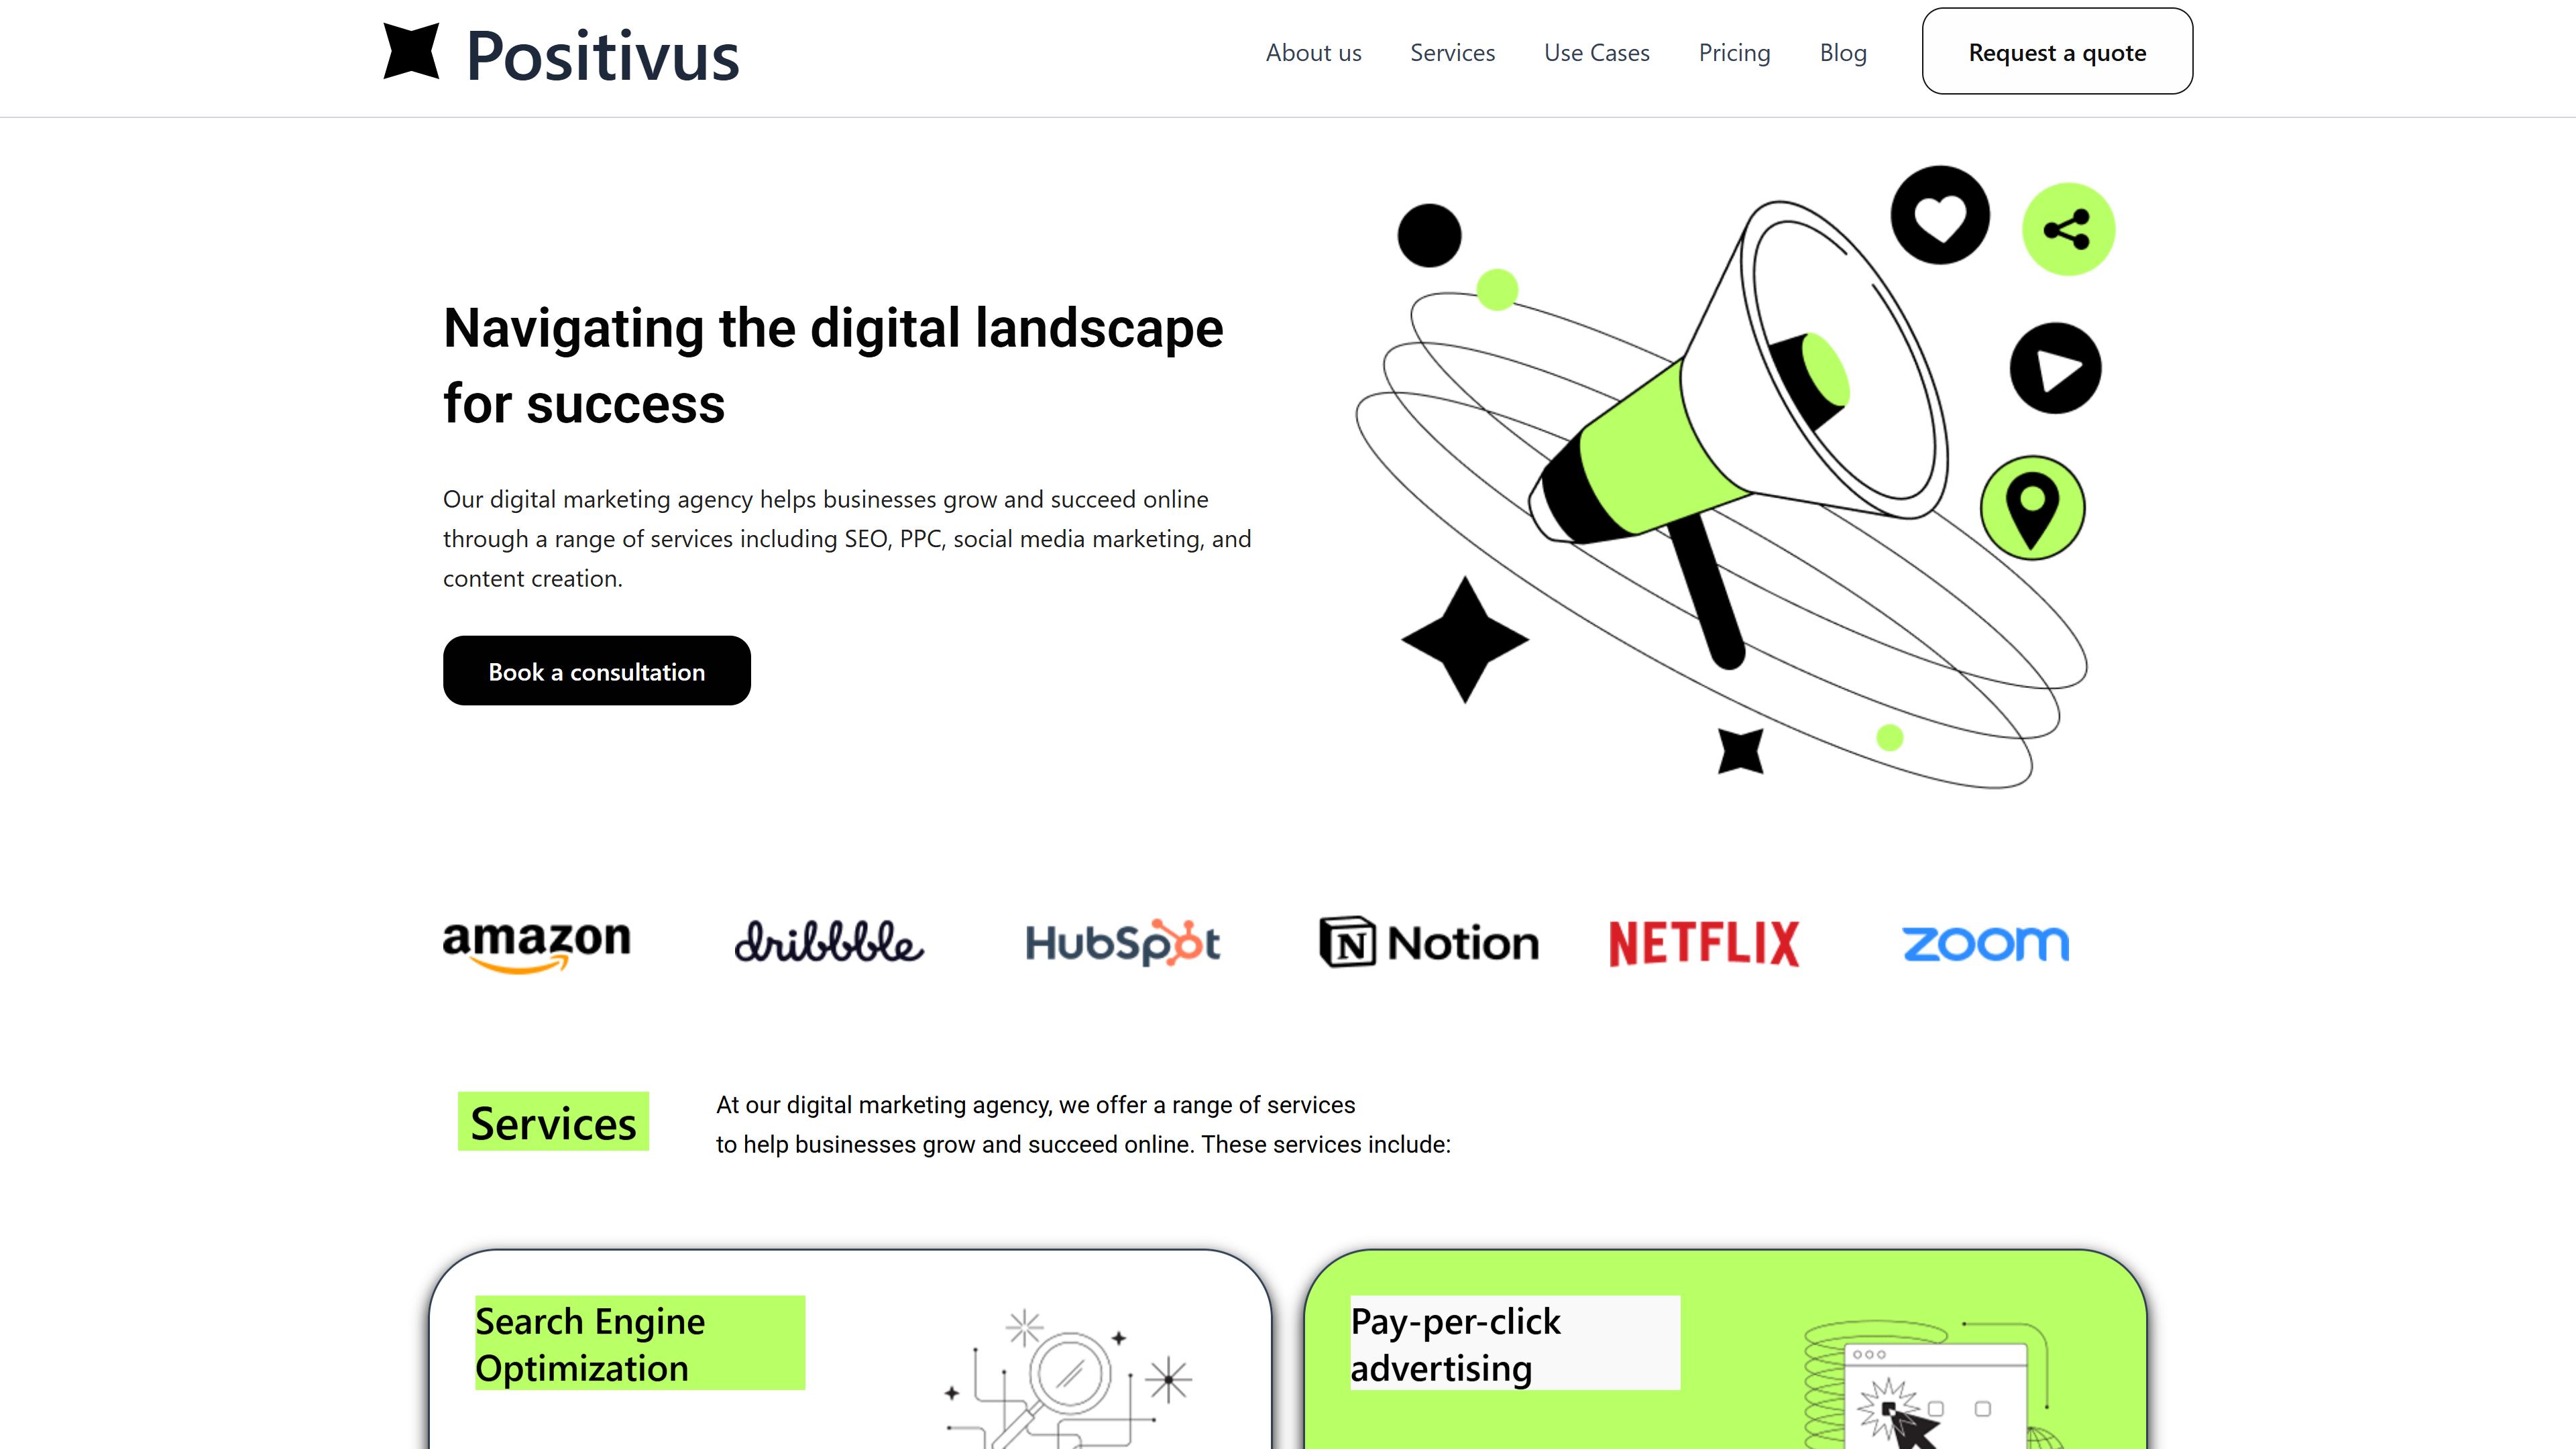 Positivus
About us
Services
Use Cases
Pricing
Blog
Request a quote
Navigating the digital landscape
for success
Our digital marketing agency helps businesses grow and succeed online
through a range of services including SEO, PPC, social media marketing, and
content creation.
Book a consultation
amazon
dribbble
HubSpot
Notion
NETFLIX
zoom
Services
At our digital marketing agency, we offer a range of services
to help businesses grow and succeed online. These services include:
Search Engine
Optimization
Pay-per-click
advertising